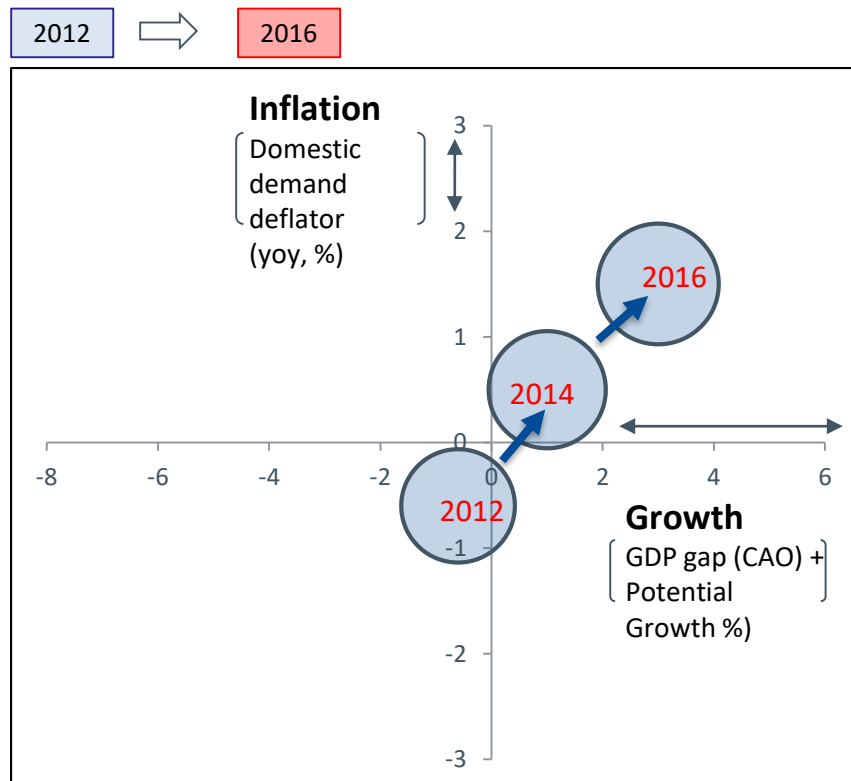 2012
2016
Inflation
Domestic
demand
deflator
(yoy, %)
3
2
1
0
-1
-2
-3
-8
-6
-4
-2
0
2
4
6
2016
2014
2012
Growth
GDP gap (CAO) +
Potential
Growth %)